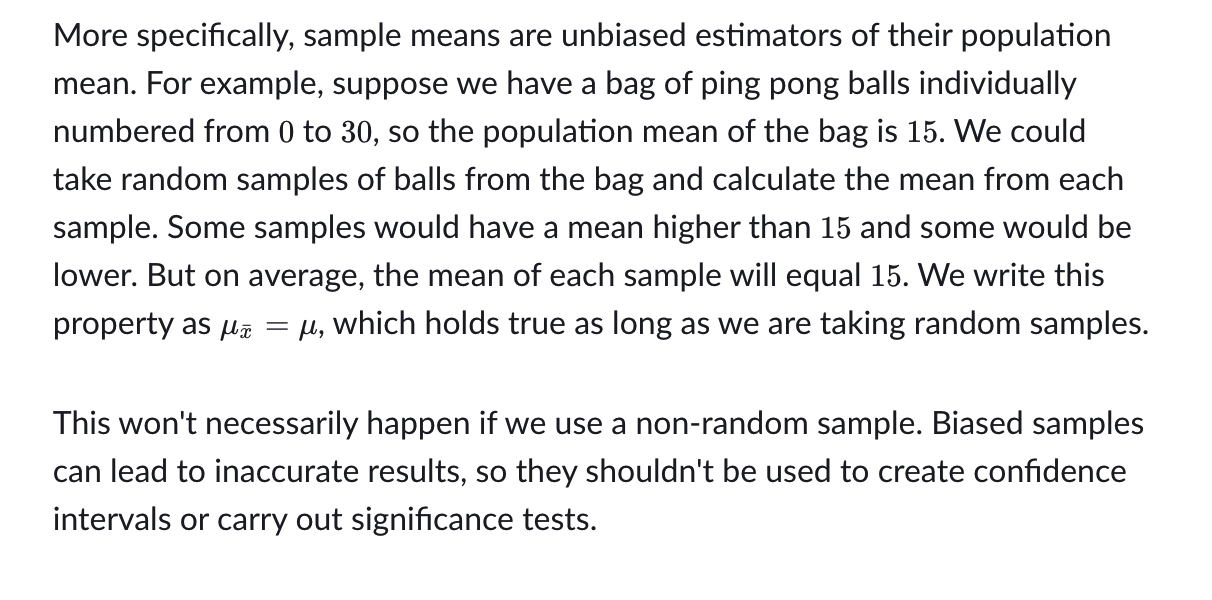 More specifically, sample means are unbiased estimators of their population
mean. For example, suppose we have a bag of ping pong balls individually
numbered from 0 to 30, so the population mean of the bag is 15. We could
take random samples of balls from the bag and calculate the mean from each
sample. Some samples would have a mean higher than 15 and some would be
lower. But on average, the mean of each sample will equal 15. We write this
property as μ_x̄ = μ, which holds true as long as we are taking random samples.
This won't necessarily happen if we use a non-random sample. Biased samples
can lead to inaccurate results, so they shouldn't be used to create confidence
intervals or carry out significance tests.